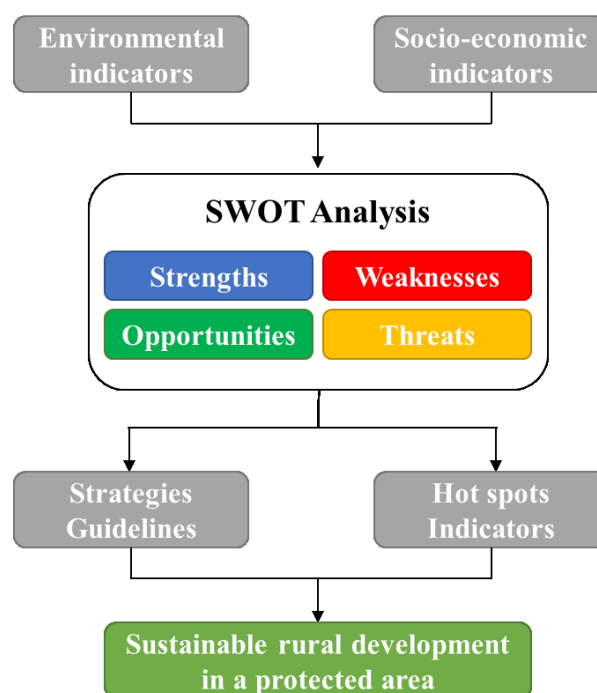 Environmental
indicators
Socio-economic
indicators
SWOT Analysis
Strengths
Weaknesses
Opportunities
Threats
Strategies
Guidelines
Hot spots
Indicators
Sustainable rural development
in a protected area